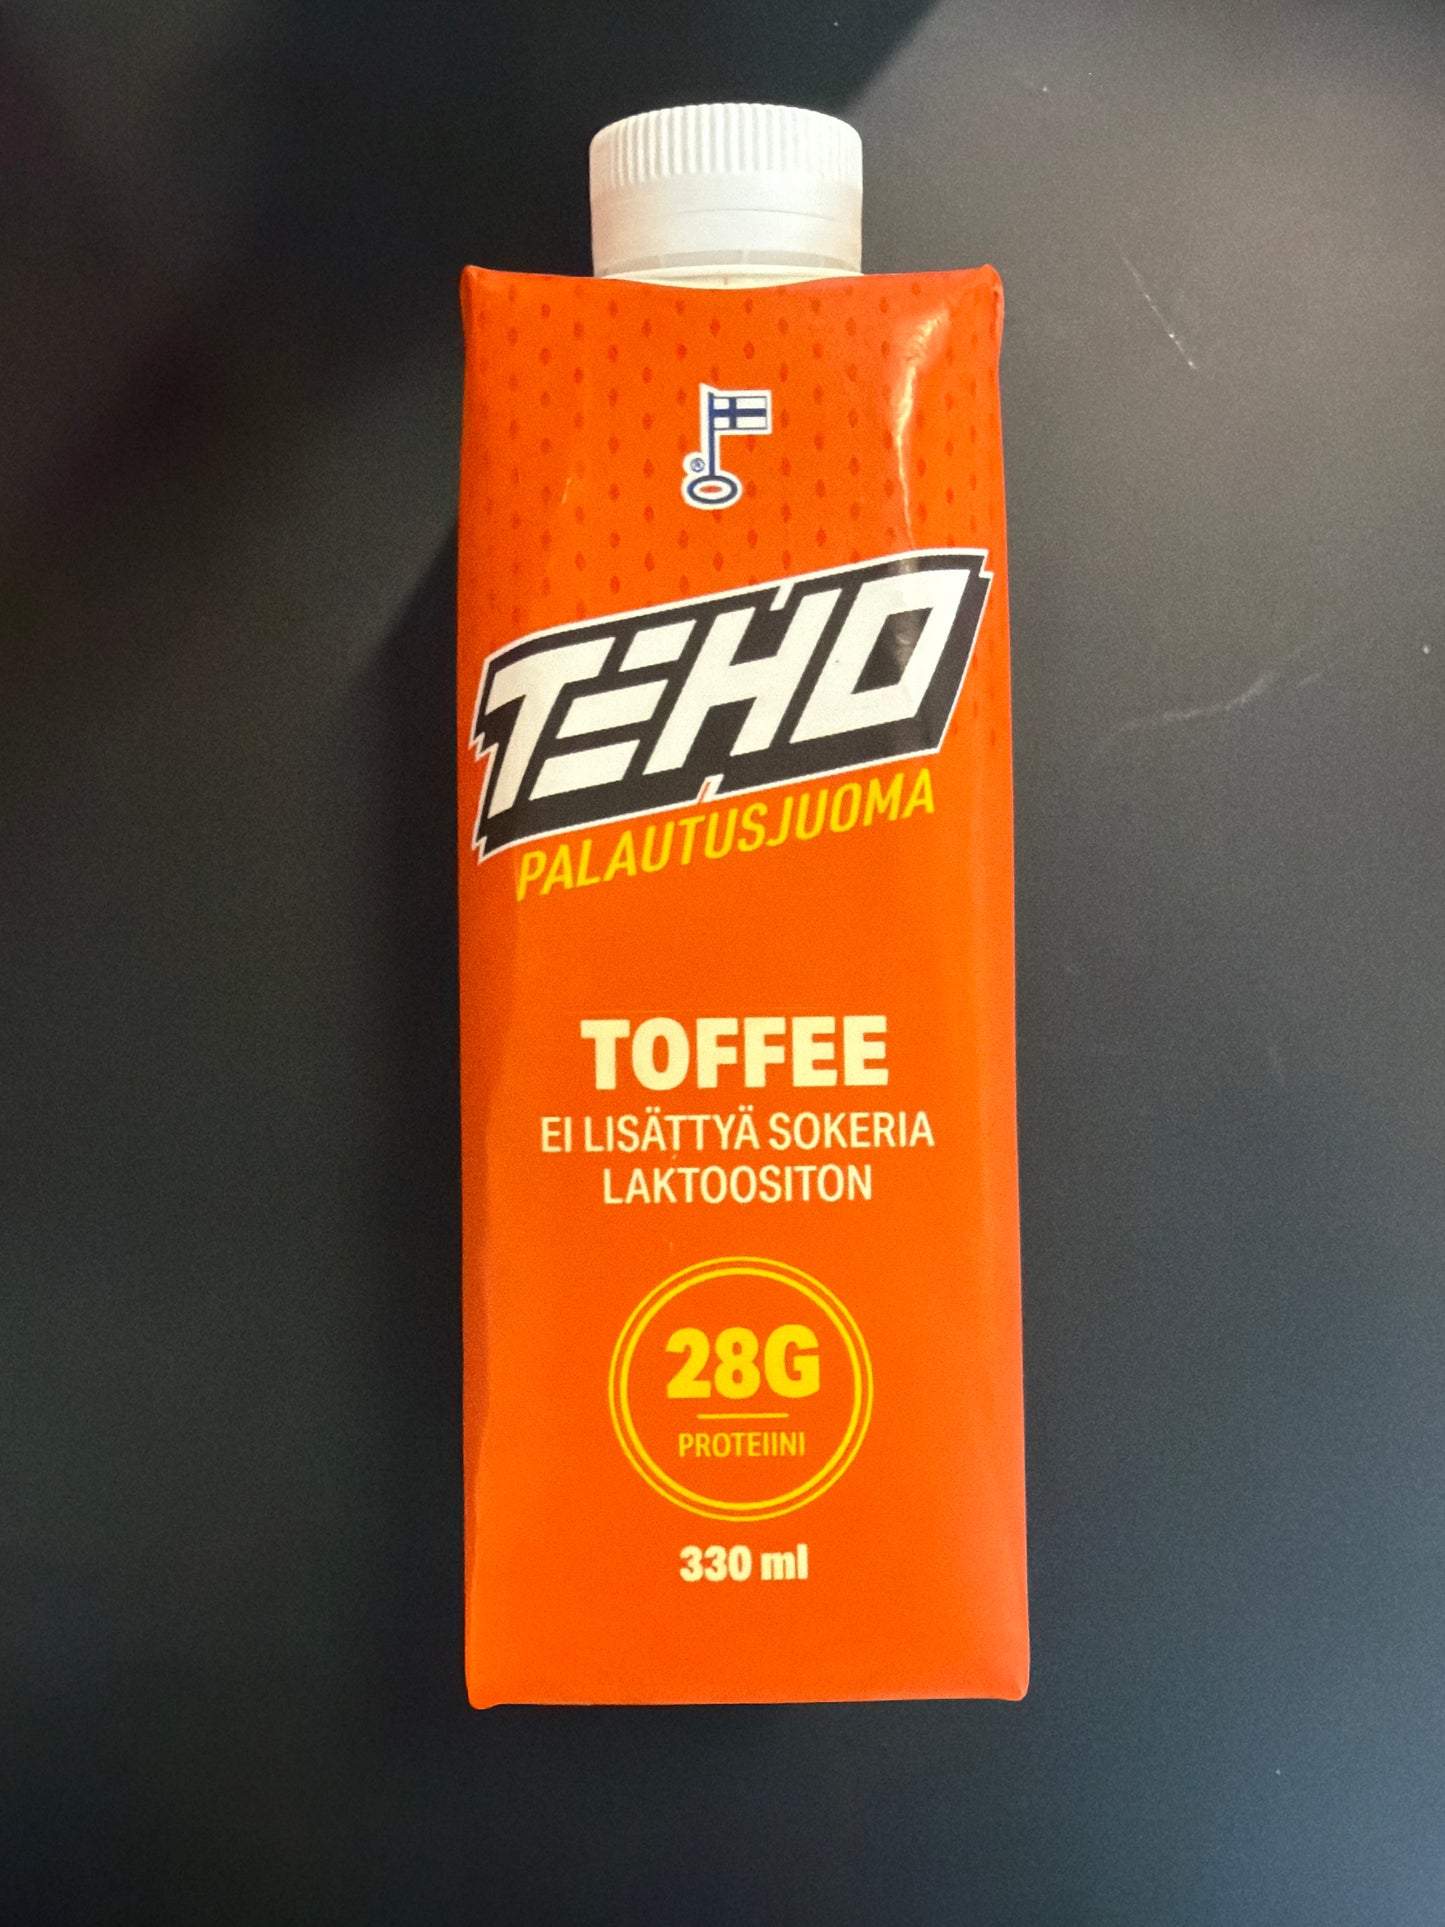 ®
TEHO
PALAUTUSJUOMA
TOFFEE
EI LISÄTTYÄ SOKERIA
LAKTOOSITON
28G
PROTEIINI
330 ml